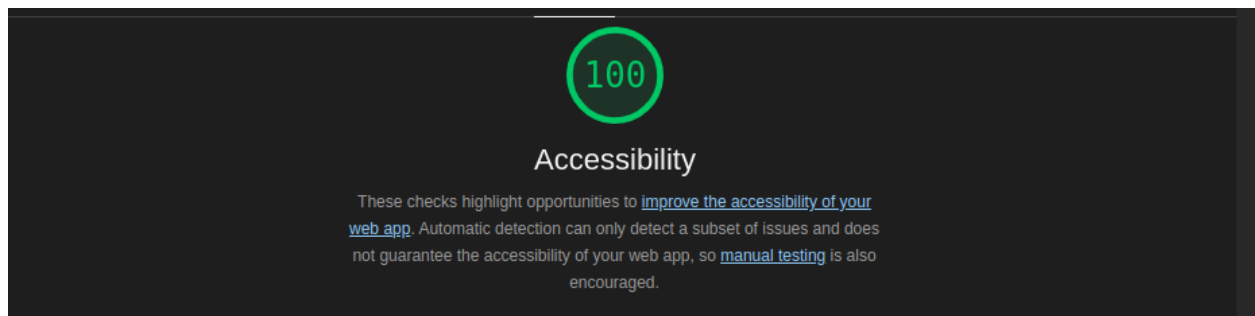 100
Accessibility
These checks highlight opportunities to improve the accessibility of your
web app. Automatic detection can only detect a subset of issues and does
not guarantee the accessibility of your web app, so manual testing is also
encouraged.